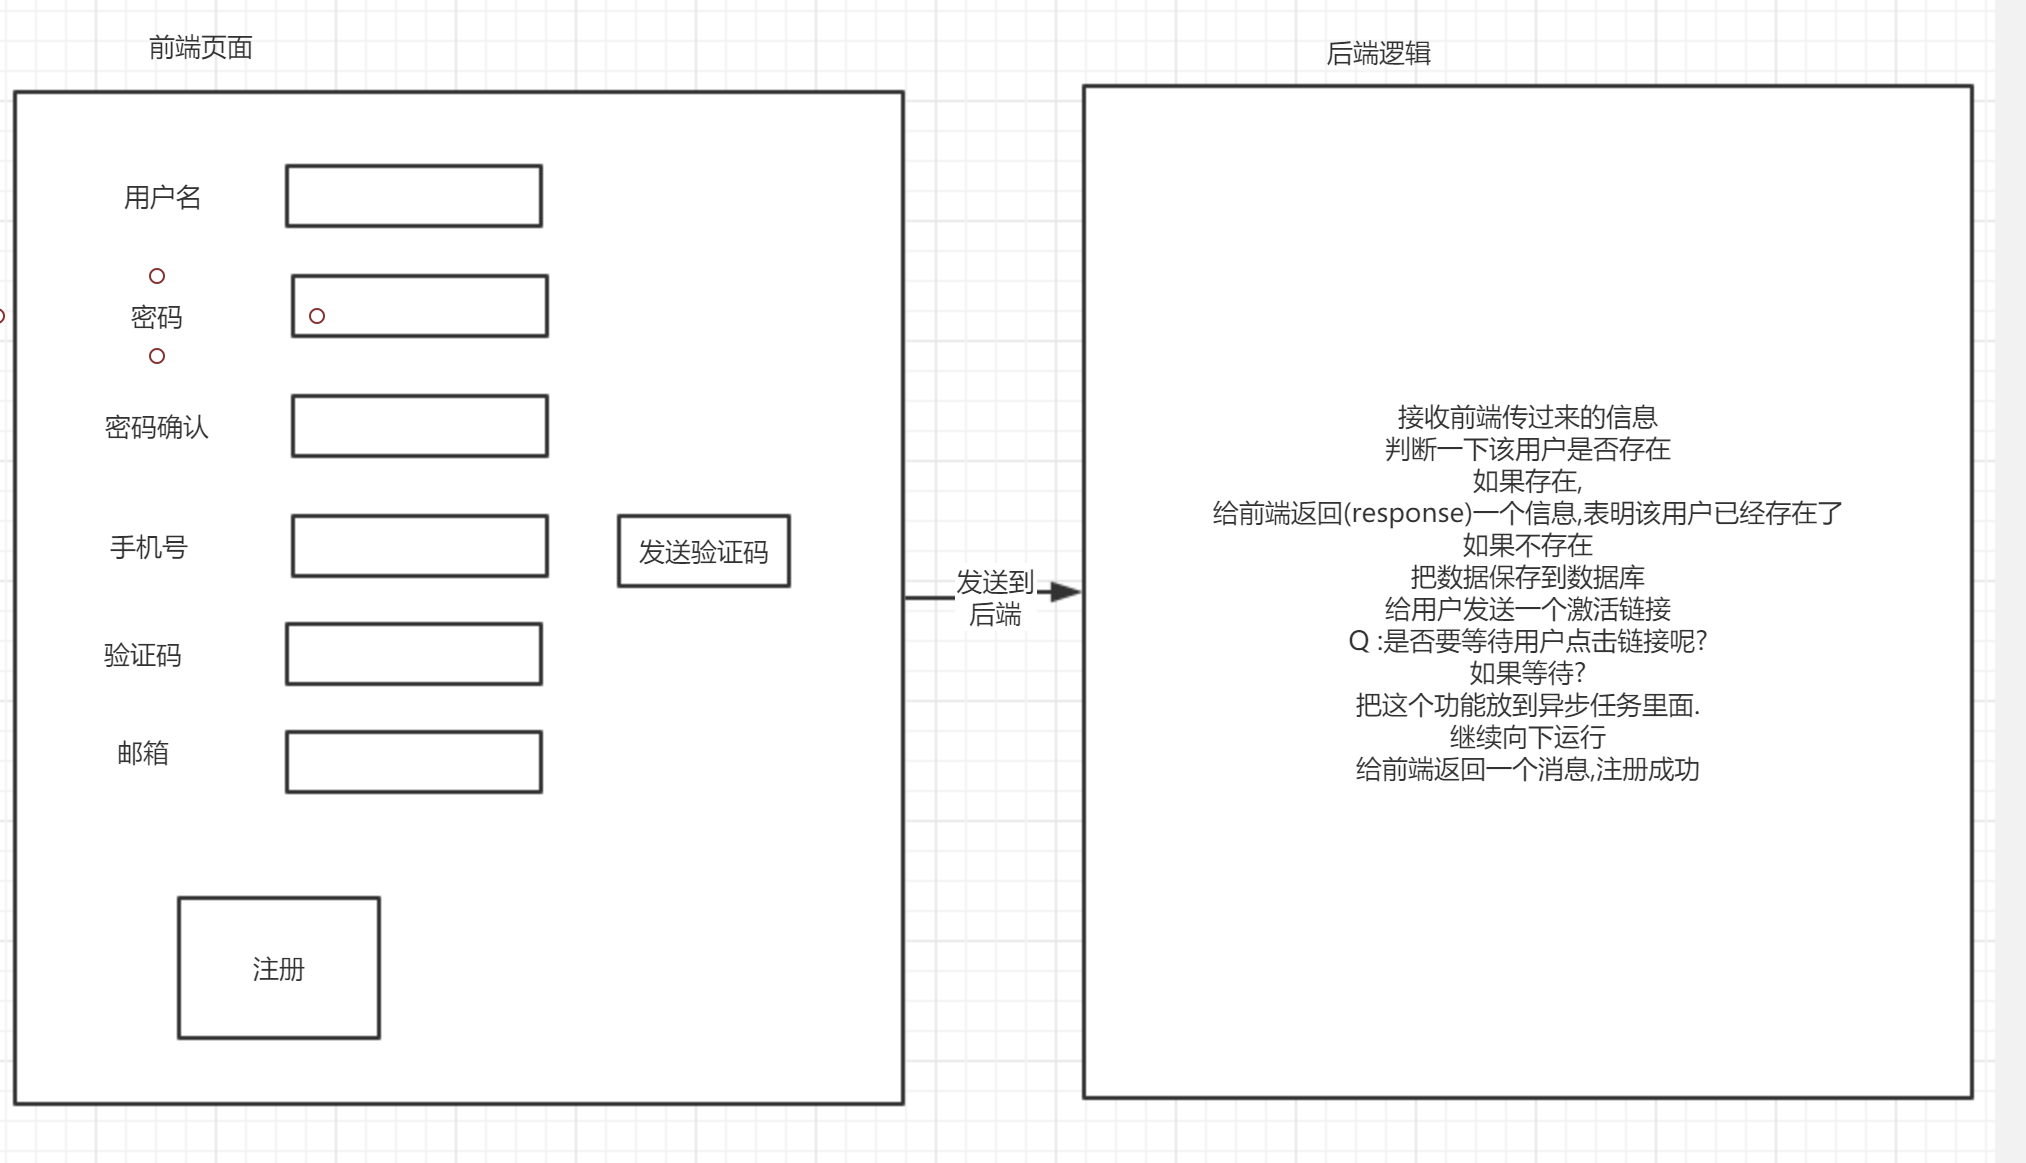 前端页面
用户名
密码
密码确认
手机号
发送验证码
验证码
邮箱
注册
发送到
后端
后端逻辑
接收前端传过来的信息
判断一下该用户是否存在
如果存在,
给前端返回(response)一个信息,表明该用户已经存在了
如果不存在
把数据保存到数据库
给用户发送一个激活链接
Q :是否要等待用户点击链接呢?
如果等待?
把这个功能放到异步任务里面.
继续向下运行
给前端返回一个消息,注册成功